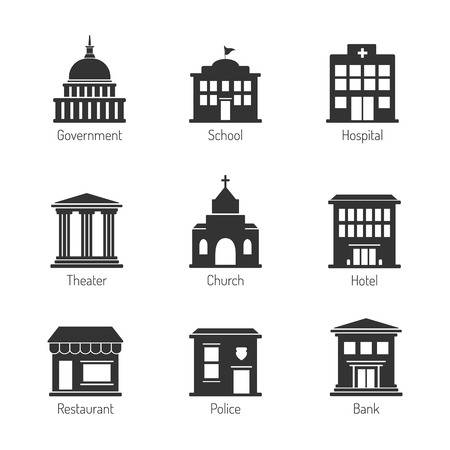 Government
School
Hospital
Theater
Church
Hotel
Restaurant
Police
Bank